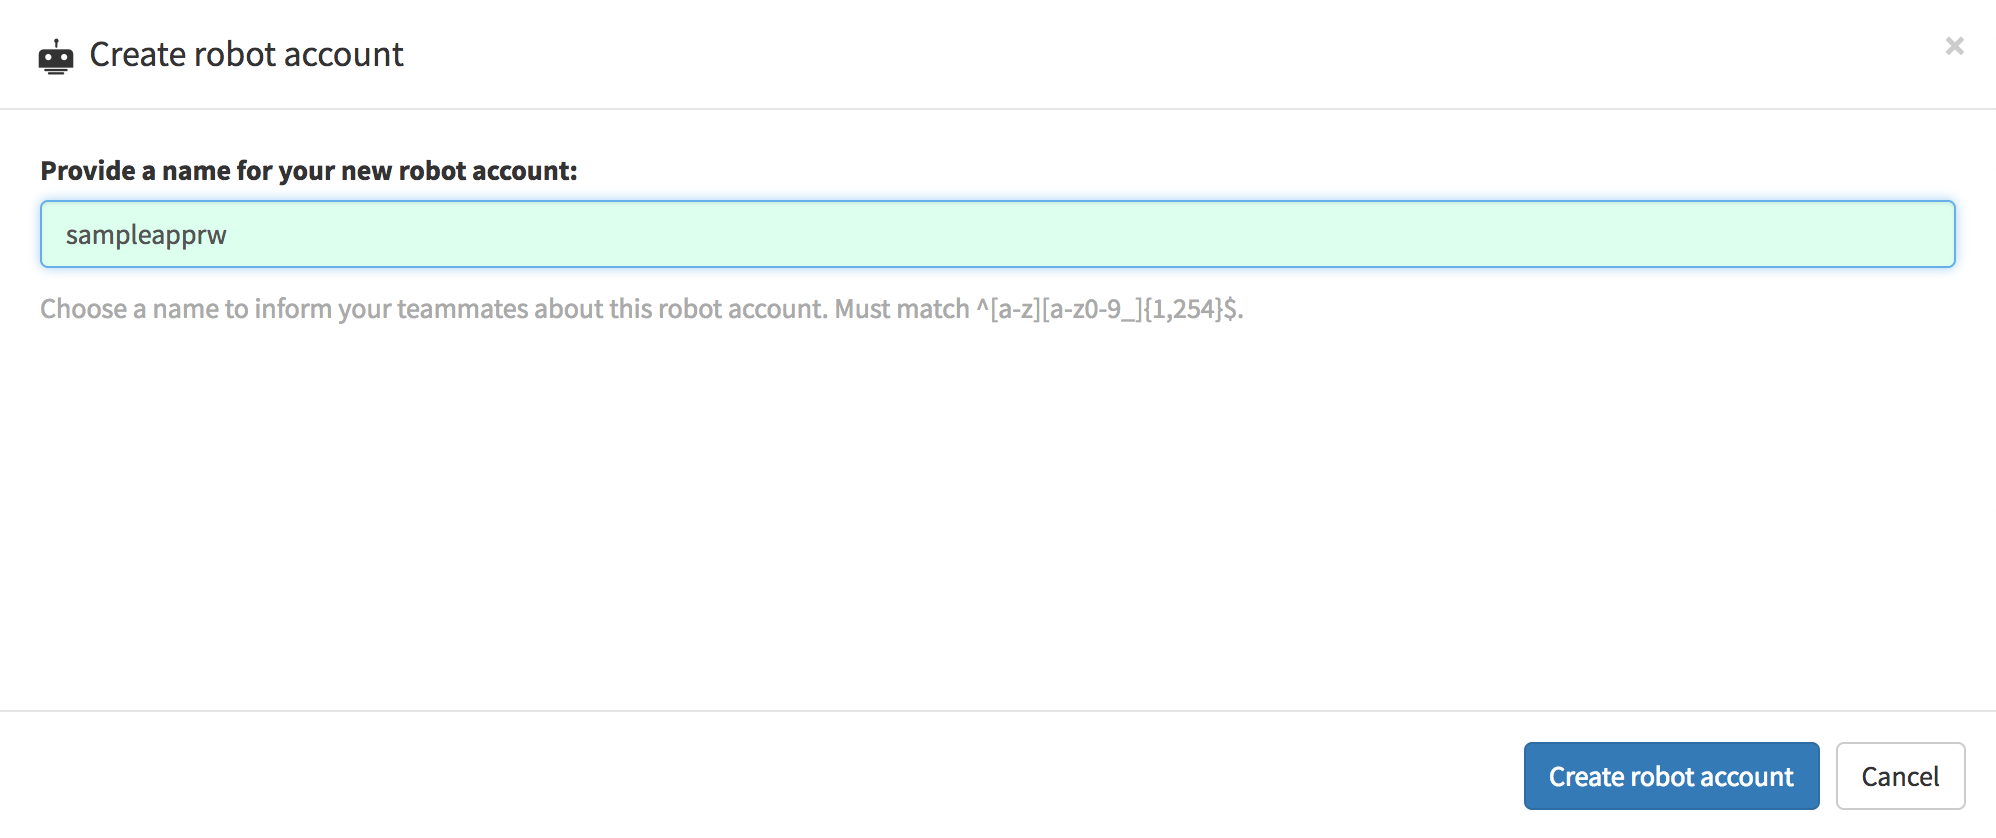 Create robot account
×
Provide a name for your new robot account:
sampleapprw
Choose a name to inform your teammates about this robot account. Must match ^[a-z][a-z0-9_]{1,254}$.
Create robot account
Cancel